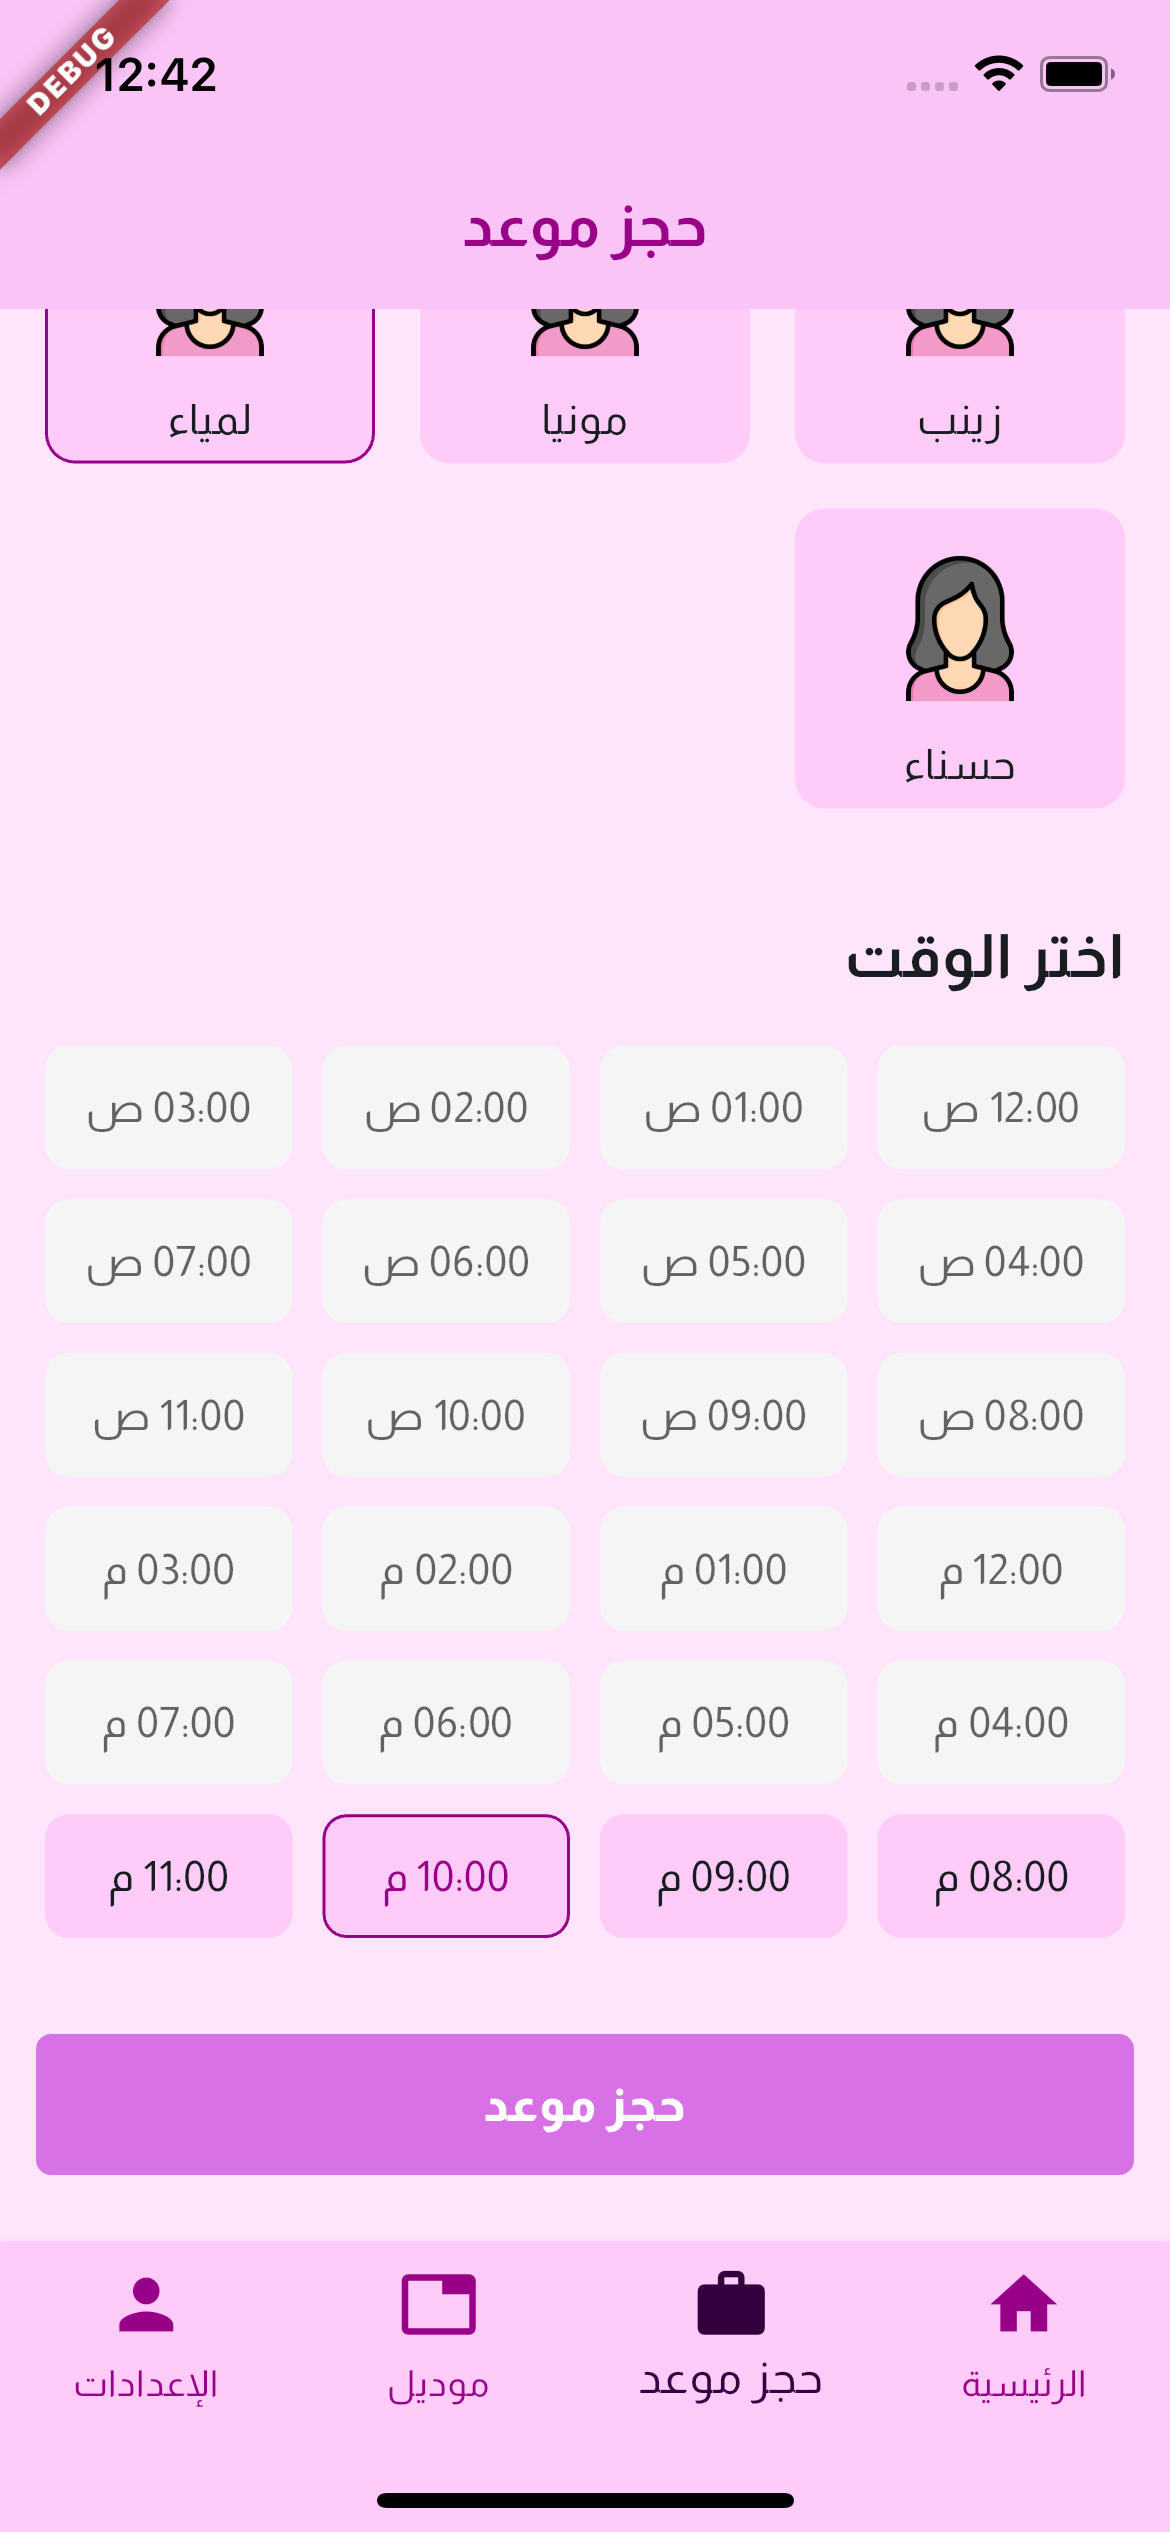 DEBUG
12:42
حجز موعد
زينب مونيا لمياء
حسناء
اختر الوقت
12:00 ص 01:00 ص 02:00 ص 03:00 ص
04:00 ص 05:00 ص 06:00 ص 07:00 ص
08:00 ص 09:00 ص 10:00 ص 11:00 ص
12:00 م 01:00 م 02:00 م 03:00 م
04:00 م 05:00 م 06:00 م 07:00 م
08:00 م 09:00 م 10:00 م 11:00 م
حجز موعد
الرئيسية حجز موعد موديل الإعدادات